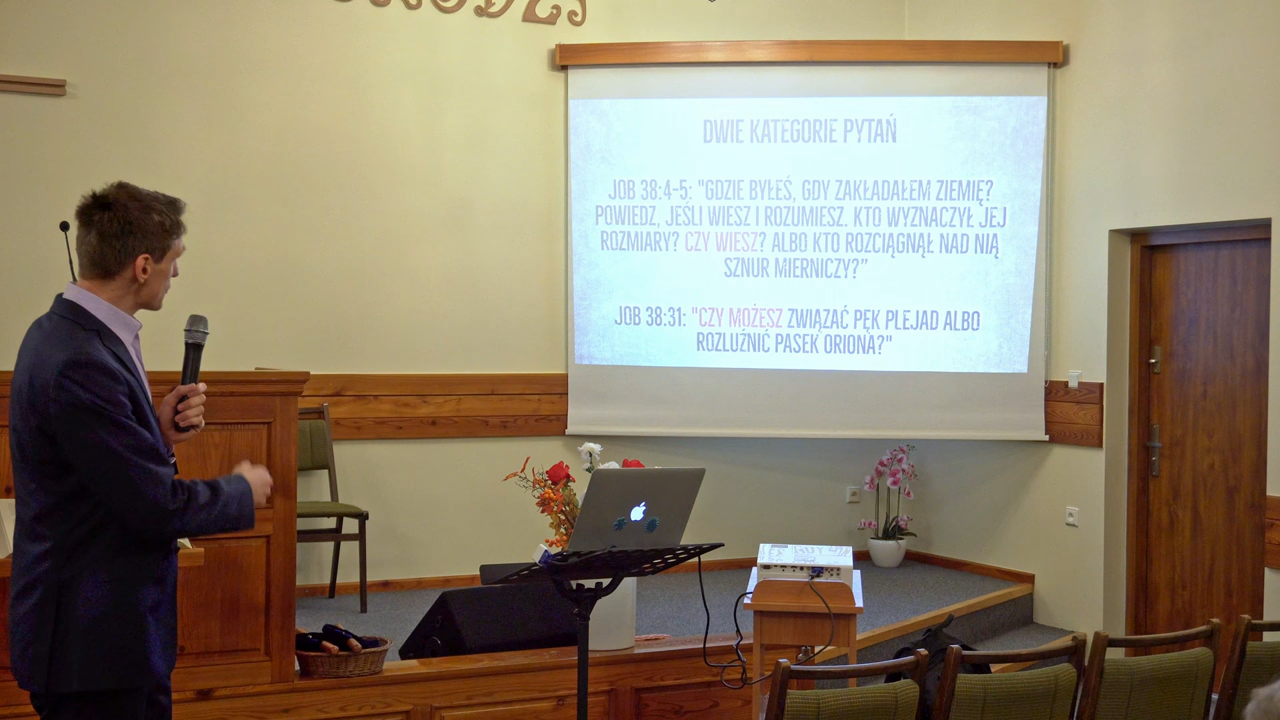 DWIE KATEGORIE PYTAŃ
JOB 38:4-5: "GDZIE BYŁEŚ, GDY ZAKŁADAŁEM ZIEMIĘ?
POWIEDZ, JEŚLI WIESZ I ROZUMIESZ. KTO WYZNACZYŁ JEJ
ROZMIARY? CZY WIESZ? ALBO KTO ROZCIĄGNĄŁ NAD NIĄ
SZNUR MIERNICZY?"
JOB 38:31: "CZY MOŻESZ ZWIĄZAĆ PĘK PLEJAD ALBO
ROZLUŹNIĆ PASEK ORIONA?"